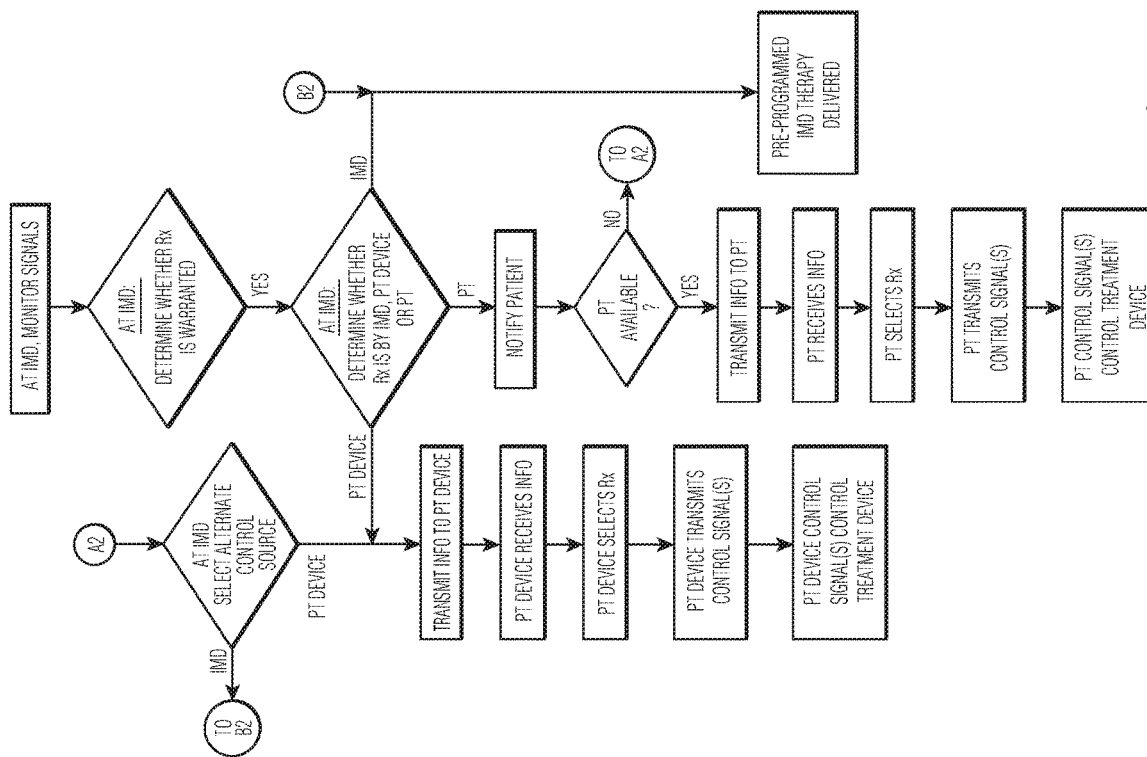 AT IMD, MONITOR SIGNALS
AT IMD:
DETERMINE WHETHER Rx
IS WARRANTED
YES
AT IMD:
DETERMINE WHETHER
Rx IS BY IMD, PT DEVICE
OR PT
IMD
B2
PRE-PROGRAMMED
IMD THERAPY
DELIVERED
PT
NOTIFY PATIENT
PT
AVAILABLE
?
NO
TO
A2
YES
TRANSMIT INFO TO PT
PT RECEIVES INFO
PT SELECTS Rx
PT TRANSMITS
CONTROL SIGNAL(S)
PT CONTROL SIGNAL(S)
CONTROL TREATMENT
DEVICE
PT DEVICE
A2
AT IMD
SELECT ALTERNATE
CONTROL
SOURCE
IMD
TO
B2
PT DEVICE
TRANSMIT INFO TO PT DEVICE
PT DEVICE RECEIVES INFO
PT DEVICE SELECTS Rx
PT DEVICE TRANSMITS
CONTROL SIGNAL(S)
PT DEVICE CONTROL
SIGNAL(S) CONTROL
TREATMENT DEVICE